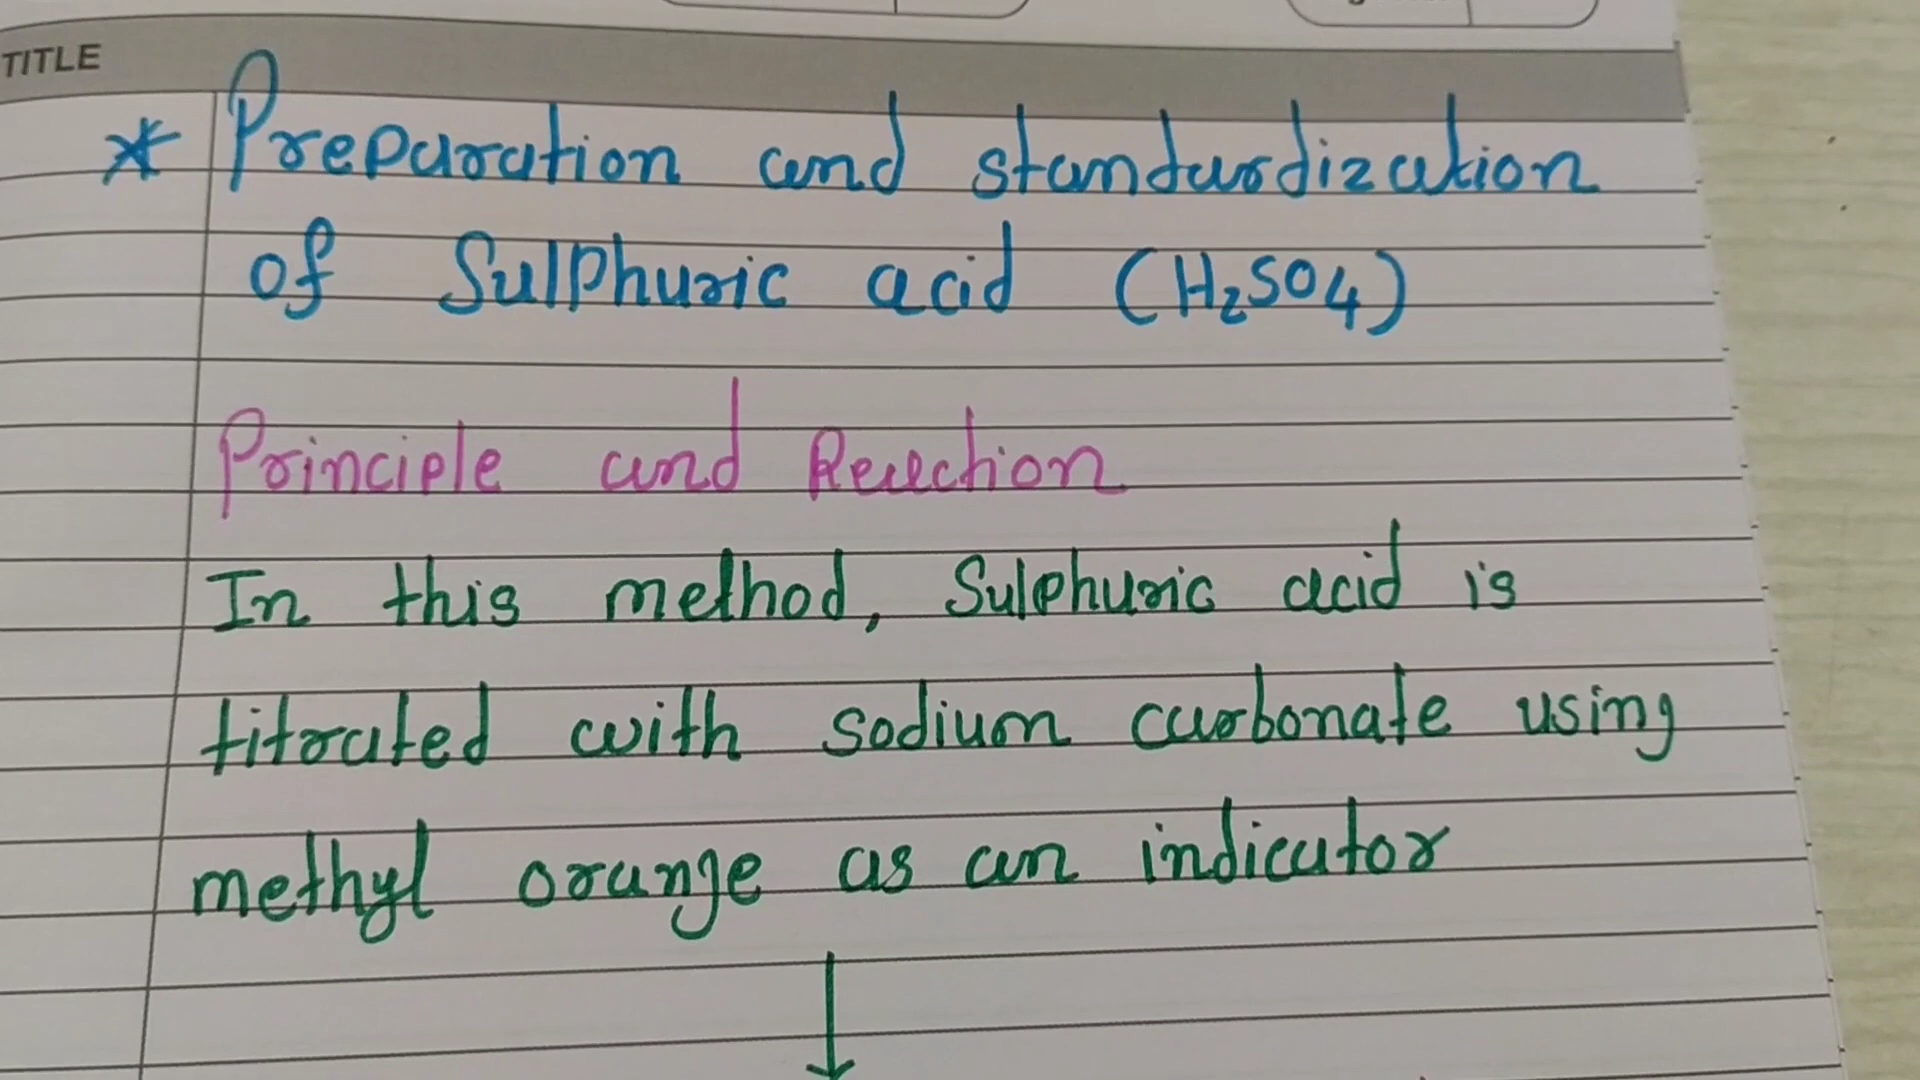 TITLE
* Preparation and standardization
of Sulphuric acid (H₂SO4)
Principle and Reaction
In this method, Sulphuric acid is
titrated with sodium carbonate using
methyl orange as an indicator
↓